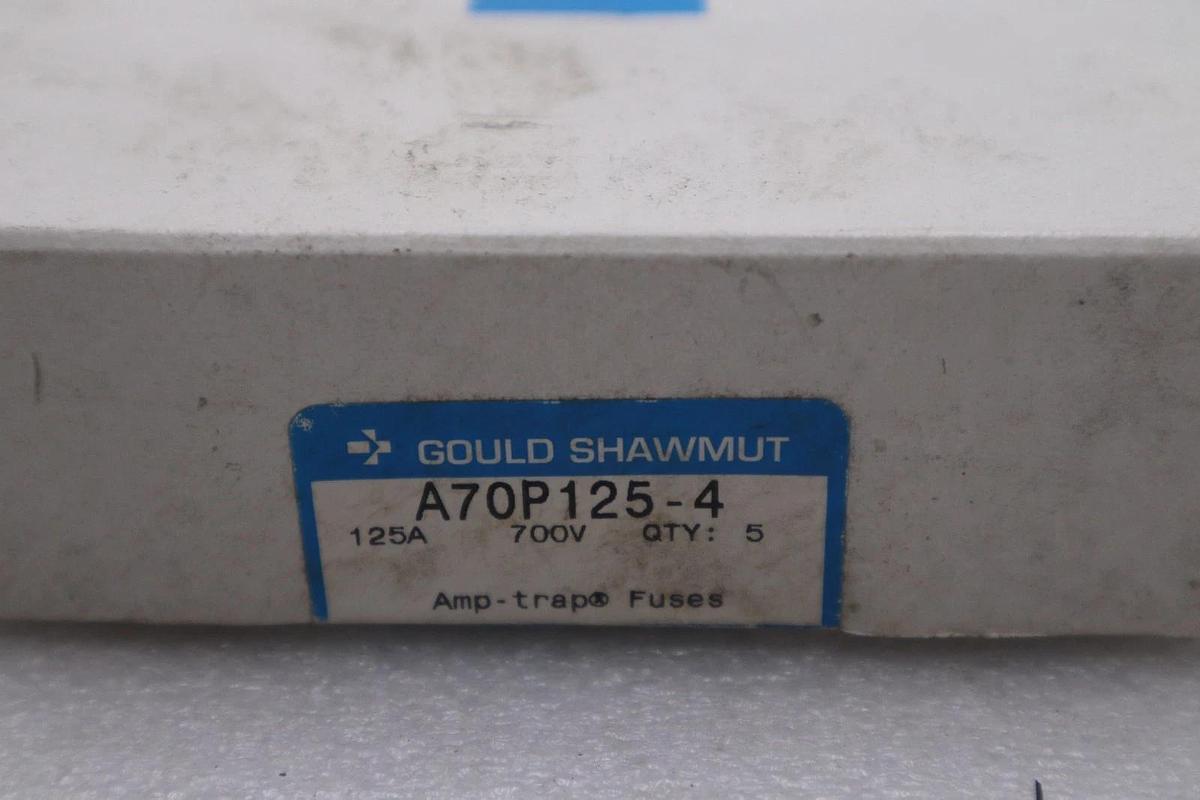 GOULD SHAWMUT
A70P125-4
125A 700V QTY: 5
Amp-trap® Fuses